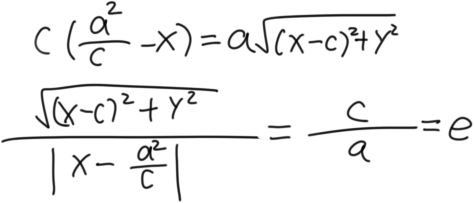 c(a²/c - x) = a√((x-c)²+y²)
√((x-c)²+y²) / |x - a²/c| = c/a = e